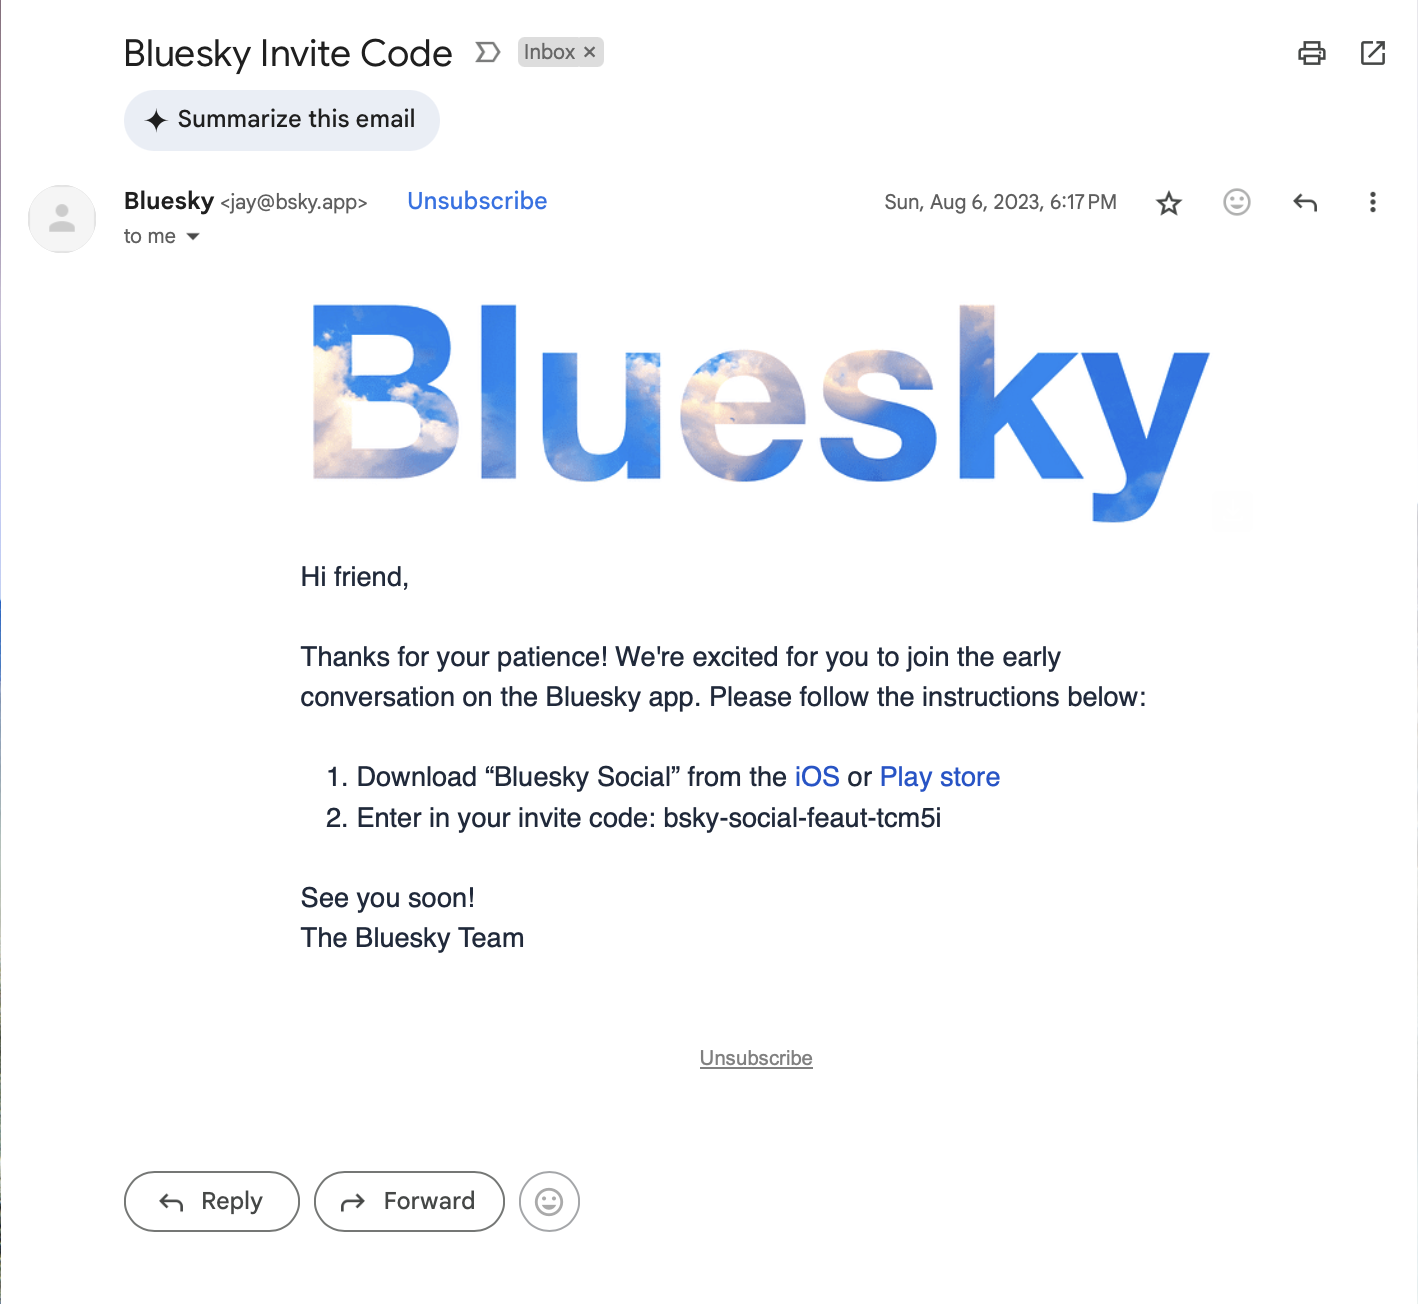 Bluesky Invite Code Inbox ×
Summarize this email
Bluesky <jay@bsky.app> Unsubscribe Sun, Aug 6, 2023, 6:17 PM
to me
Bluesky
Hi friend,
Thanks for your patience! We're excited for you to join the early
conversation on the Bluesky app. Please follow the instructions below:
1. Download “Bluesky Social” from the iOS or Play store
2. Enter in your invite code: bsky-social-feaut-tcm5i
See you soon!
The Bluesky Team
Unsubscribe
Reply Forward